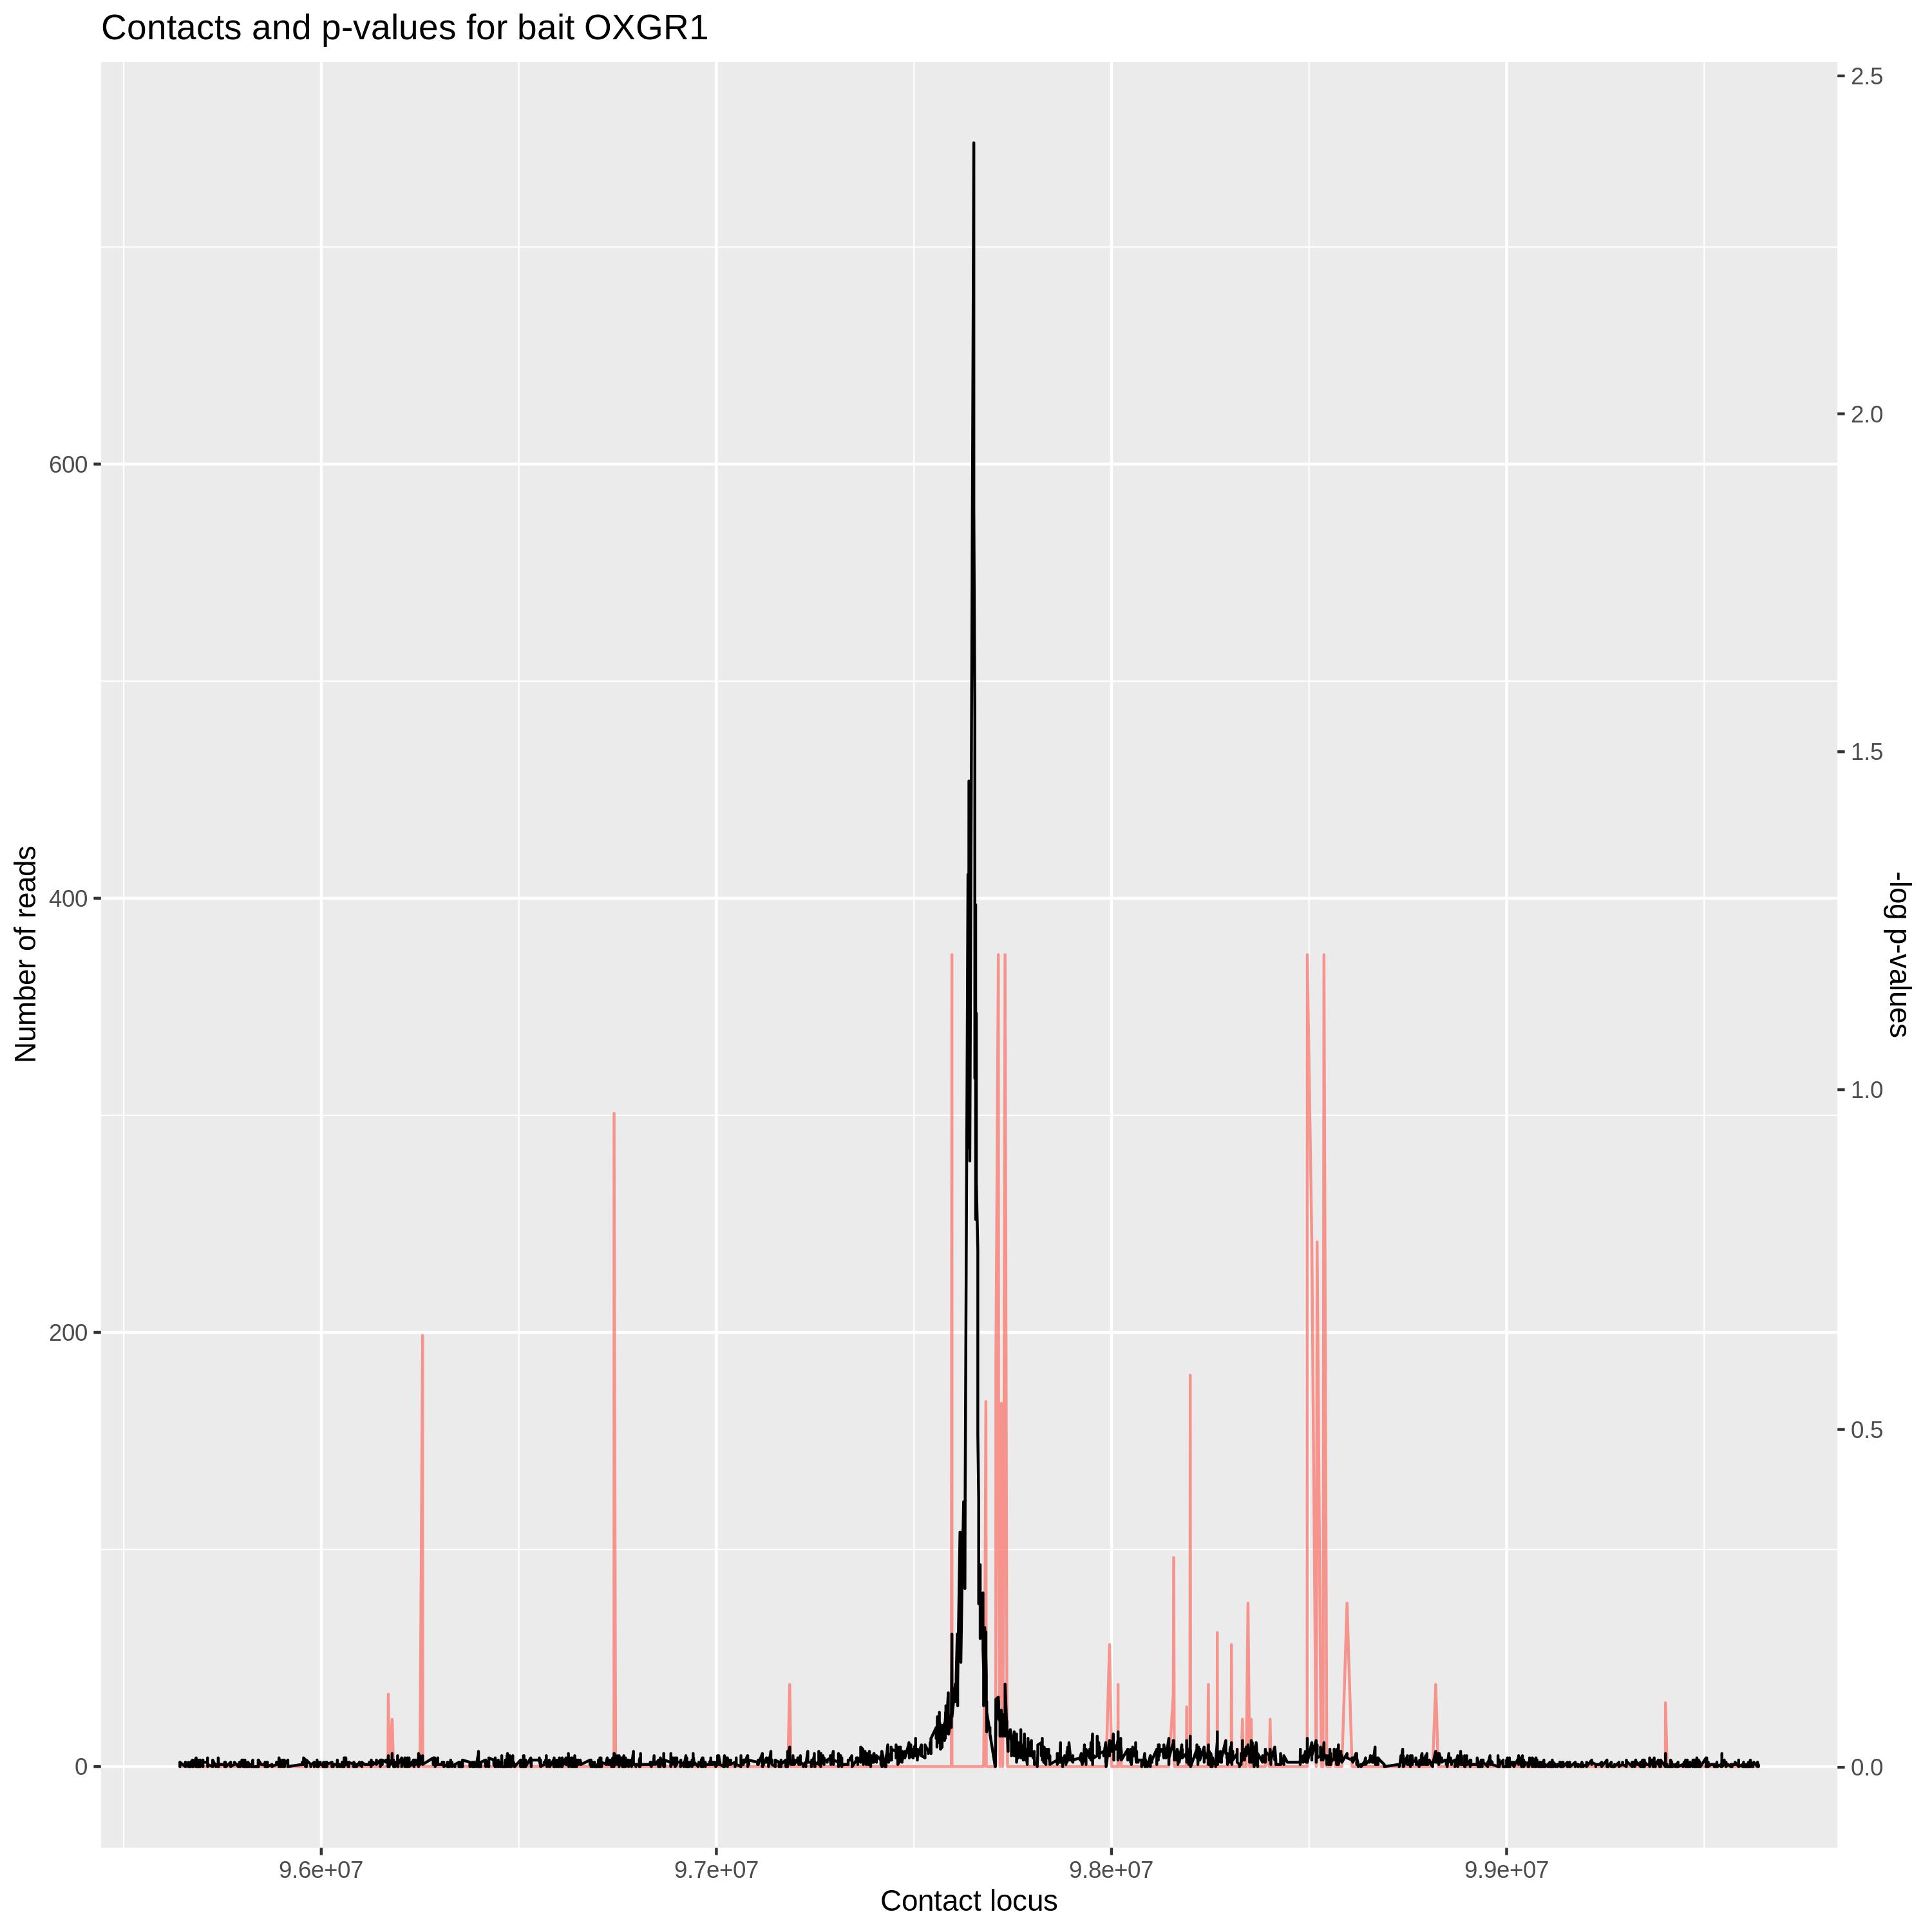 Contacts and p-values for bait OXGR1
2.5
2.0
600
1.5
400
Number of reads
-log p-values
1.0
200
0.5
0
0.0
9.6e+07
9.7e+07
9.8e+07
9.9e+07
Contact locus